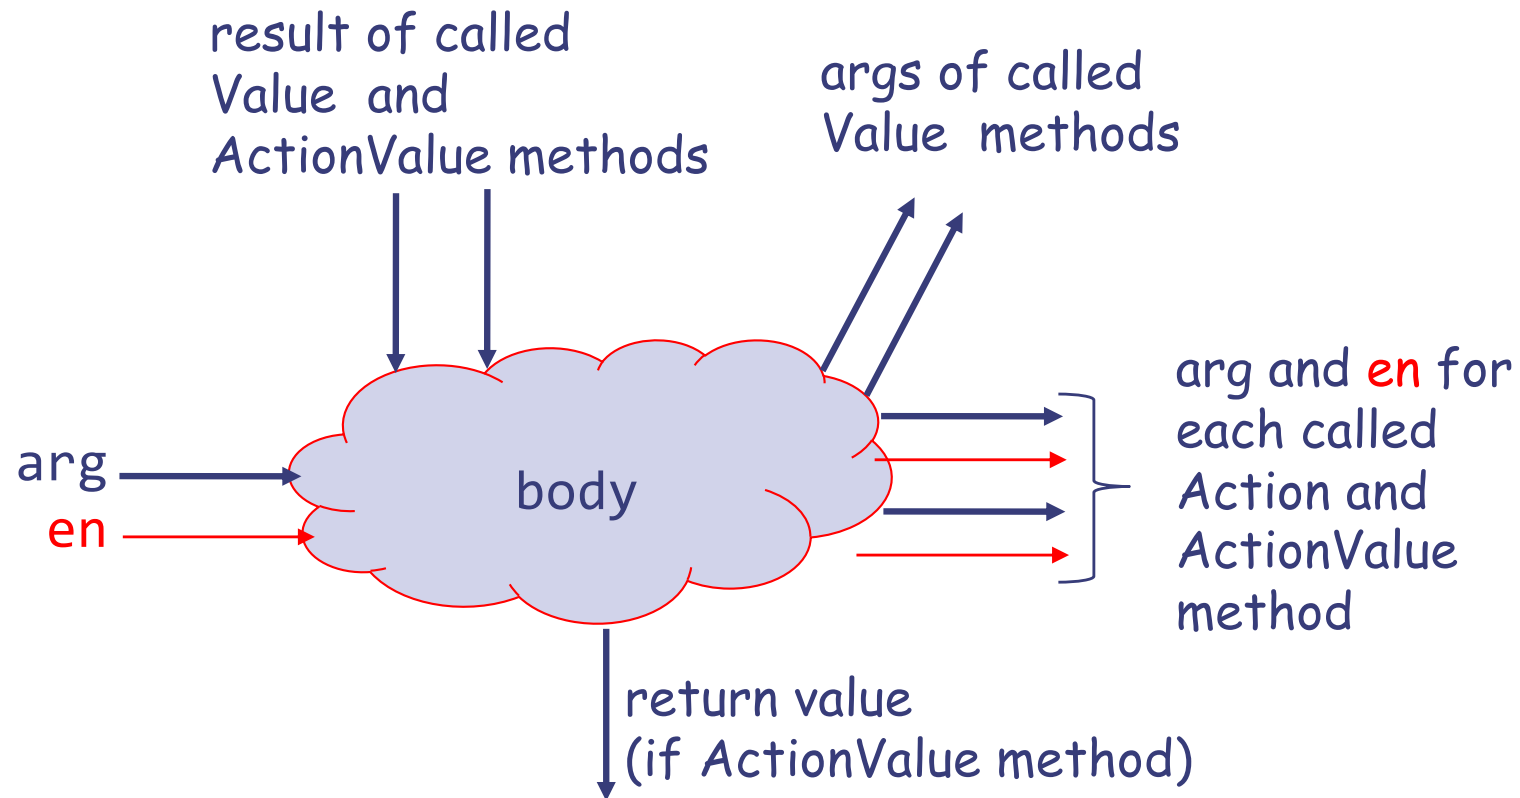 result of called
Value and
ActionValue methods
args of called
Value methods
arg
en
body
arg and en for
each called
Action and
ActionValue
method
return value
(if ActionValue method)